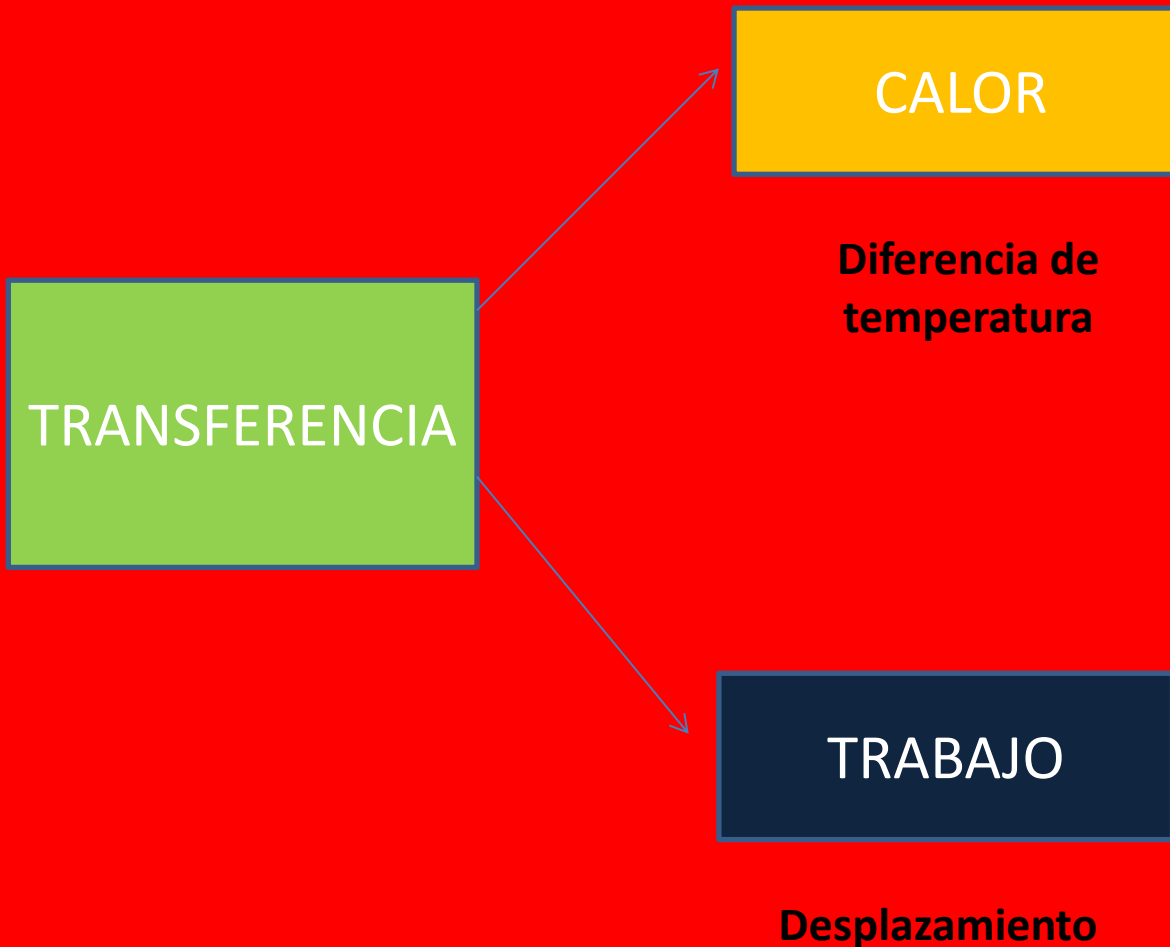 CALOR
Diferencia de
temperatura
TRANSFERENCIA
TRABAJO
Desplazamiento